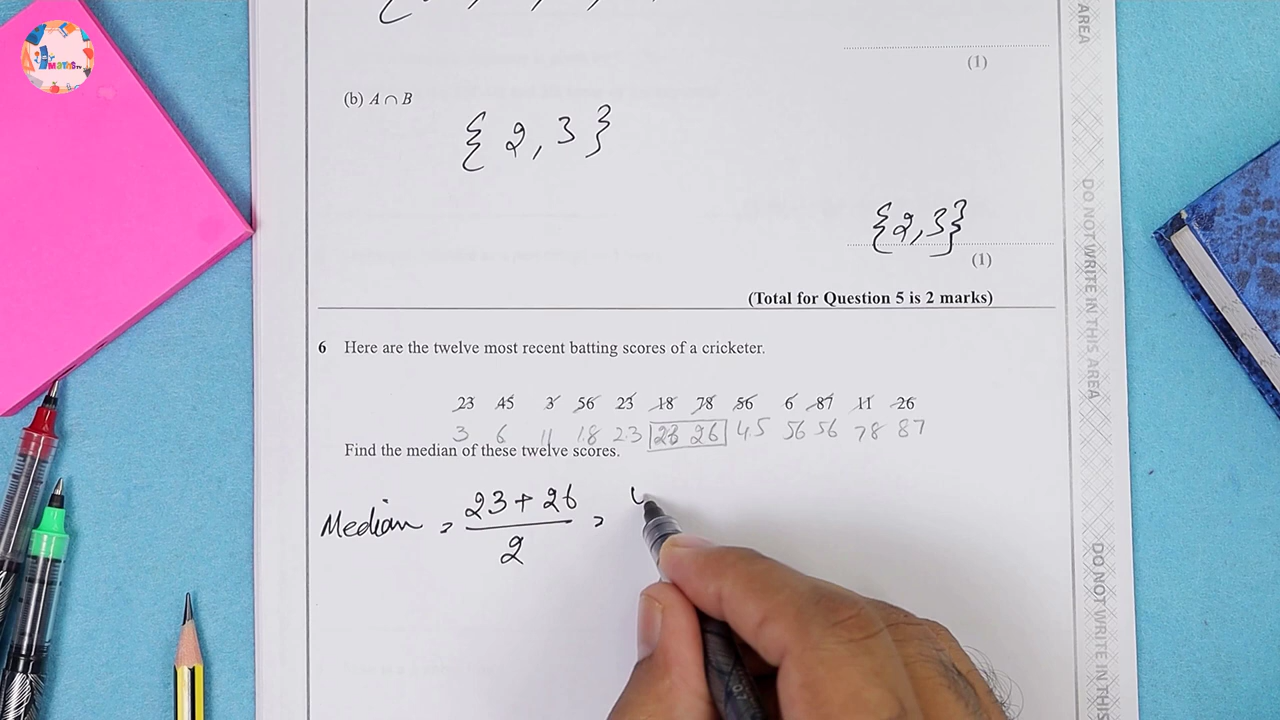 AREA
(1)
(b) A ∩ B
{ 2, 3 }
{2,3}
(1)
(Total for Question 5 is 2 marks)
DO NOT WRITE IN THIS AREA
6 Here are the twelve most recent batting scores of a cricketer.
23 45 3 56 23 18 78 56 6 87 11 26
3 6 11 18 23 23 26 45 56 56 78 87
Find the median of these twelve scores.
Median = 23 + 26 / 2 =
DO NOT WRITE IN THIS
MATHS